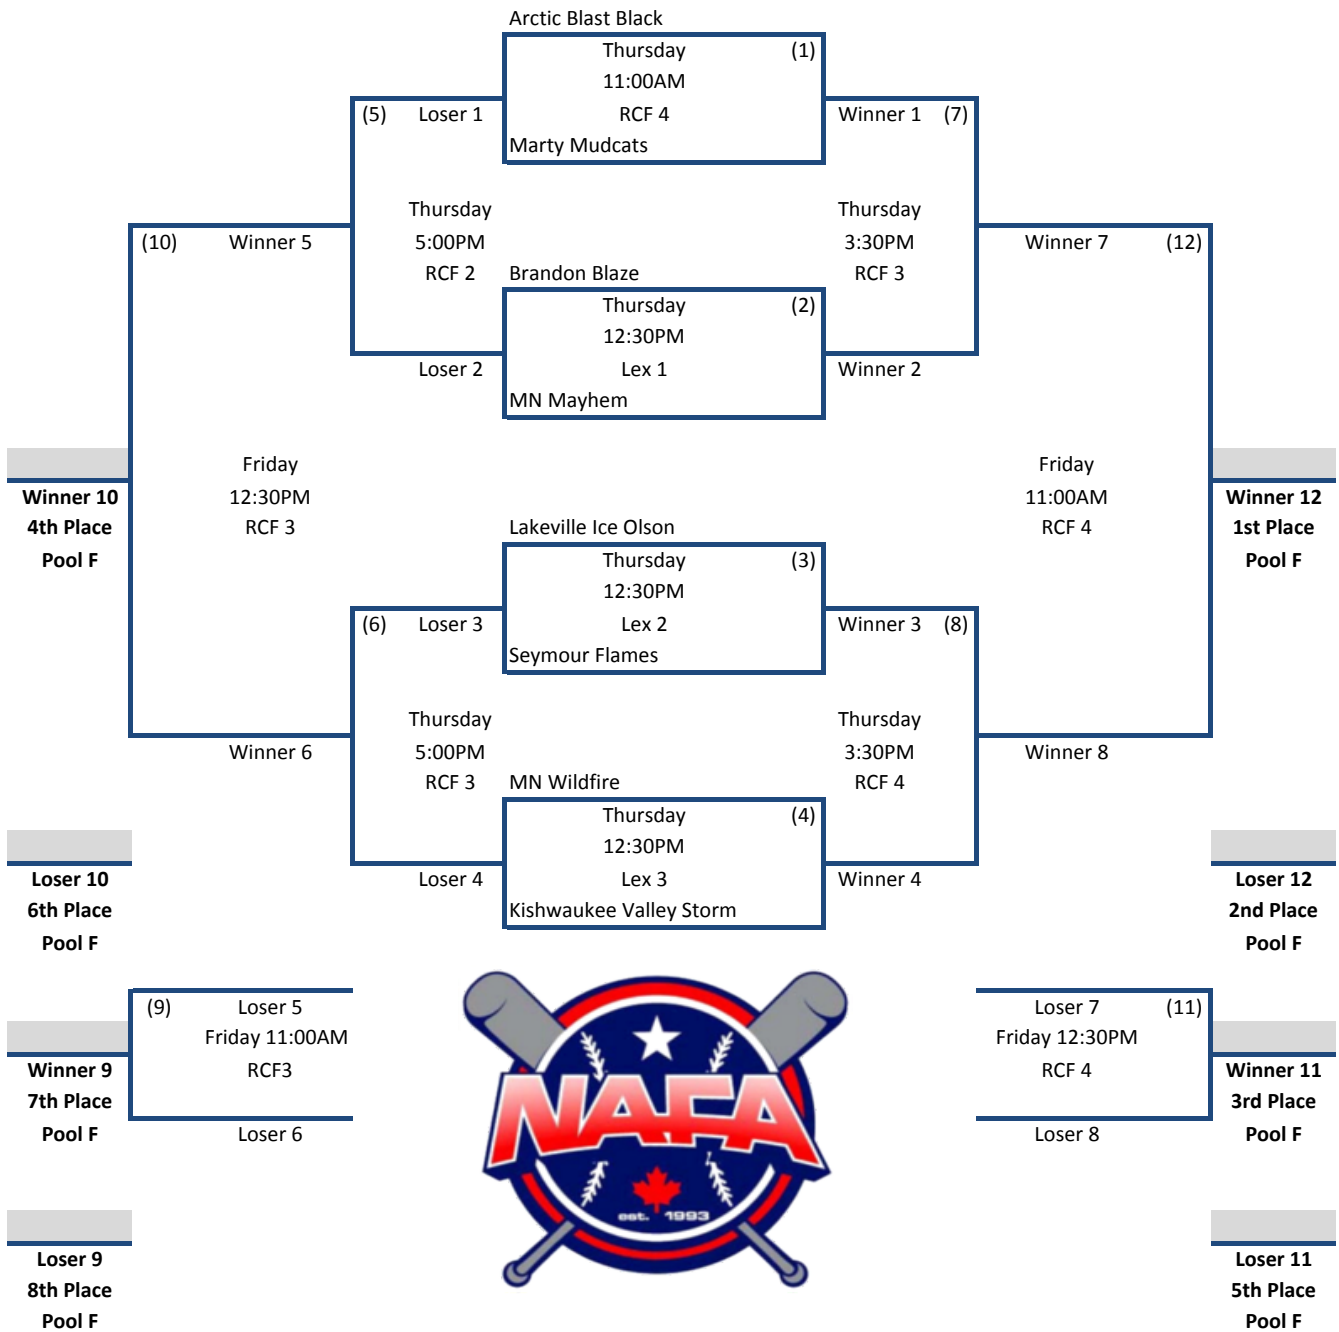 Arctic Blast Black
Thursday (1)
11:00AM
(5) Loser 1 RCF 4 Winner 1 (7)
Marty Mudcats
Thursday Thursday
(10) Winner 5 5:00PM 3:30PM Winner 7 (12)
RCF 2 Brandon Blaze RCF 3
Thursday (2)
12:30PM
Loser 2 Lex 1 Winner 2
MN Mayhem
Friday Friday
Winner 10 12:30PM 11:00AM Winner 12
4th Place RCF 3 Lakeville Ice Olson RCF 4 1st Place
Pool F Thursday (3) Pool F
12:30PM
(6) Loser 3 Lex 2 Winner 3 (8)
Seymour Flames
Thursday Thursday
Winner 6 5:00PM 3:30PM Winner 8
RCF 3 MN Wildfire RCF 4
Thursday (4)
12:30PM
Loser 10 Loser 4 Lex 3 Winner 4 Loser 12
6th Place Kishwaukee Valley Storm 2nd Place
Pool F Pool F
(9) Loser 5 Loser 7 (11)
Friday 11:00AM Friday 12:30PM
Winner 9 RCF3 RCF 4 Winner 11
7th Place NAFA 3rd Place
Pool F Loser 6 Loser 8 Pool F
est. 1993
Loser 9 Loser 11
8th Place 5th Place
Pool F Pool F